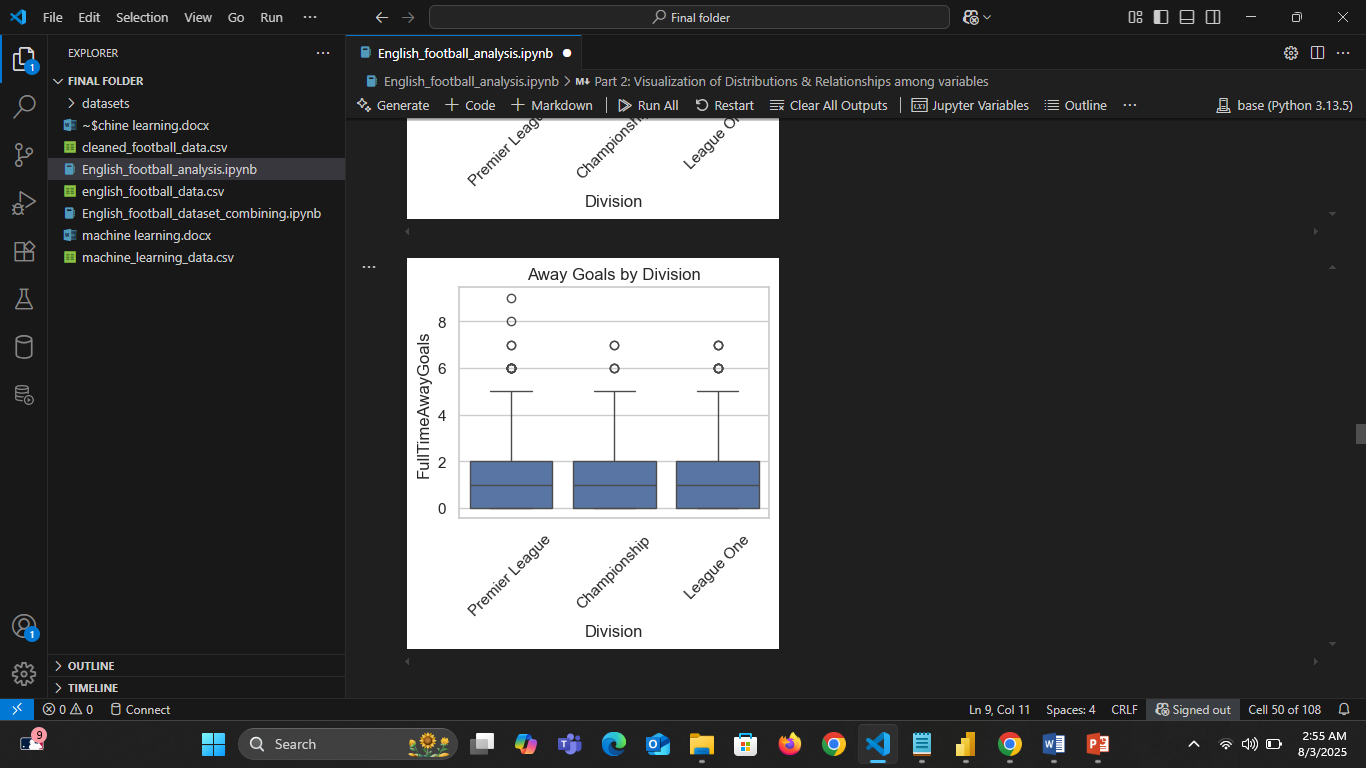 File Edit Selection View Go Run ···
Final folder
EXPLORER ···
FINAL FOLDER
datasets
~$chine learning.docx
cleaned_football_data.csv
English_football_analysis.ipynb
english_football_data.csv
English_football_dataset_combining.ipynb
machine learning.docx
machine_learning_data.csv
OUTLINE
TIMELINE
1
1
English_football_analysis.ipynb
English_football_analysis.ipynb > M↓ Part 2: Visualization of Distributions & Relationships among variables
Generate + Code + Markdown Run All Restart Clear All Outputs Jupyter Variables Outline ··· base (Python 3.13.5)
Premier Leagu
Championsh
League O
Division
Away Goals by Division
FullTimeAwayGoals
8
6
4
2
0
Premier League
Championship
League One
Division
0 0 Connect
Ln 9, Col 11 Spaces: 4 CRLF Signed out Cell 50 of 108
9
Search
2:55 AM
8/3/2025